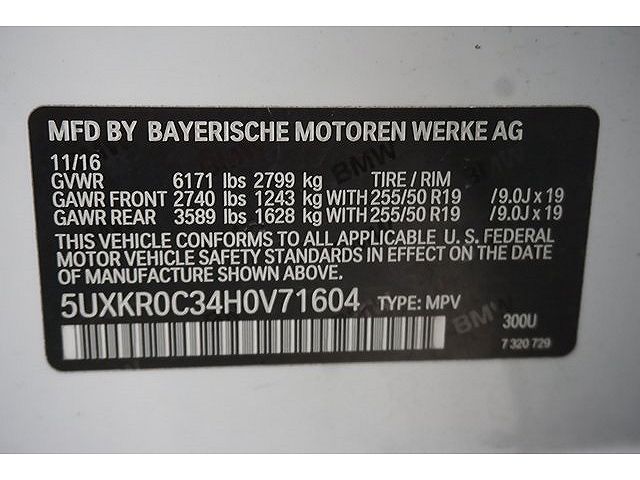 MFD BY BAYERISCHE MOTOREN WERKE AG
11/16
GVWR 6171 lbs 2799 kg TIRE / RIM
GAWR FRONT 2740 lbs 1243 kg WITH 255/50 R19 /9.0J x 19
GAWR REAR 3589 lbs 1628 kg WITH 255/50 R19 /9.0J x 19
THIS VEHICLE CONFORMS TO ALL APPLICABLE U. S. FEDERAL
MOTOR VEHICLE SAFETY STANDARDS IN EFFECT ON THE DATE
OF MANUFACTURE SHOWN ABOVE.
5UXKR0C34H0V71604 TYPE: MPV
300U
7 320 729